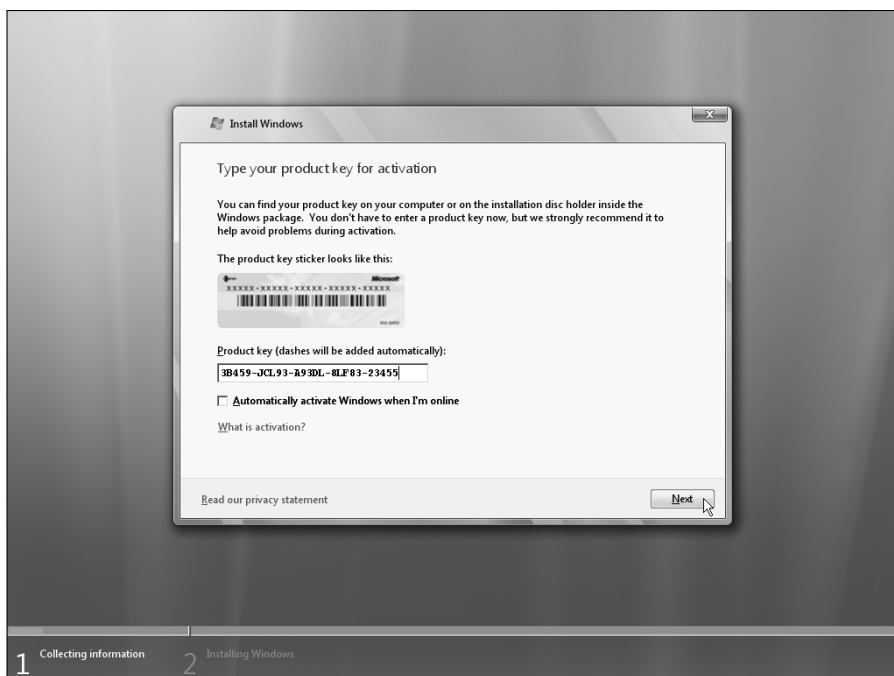 Install Windows
Type your product key for activation
You can find your product key on your computer or on the installation disc holder inside the
Windows package. You don't have to enter a product key now, but we strongly recommend it to
help avoid problems during activation.
The product key sticker looks like this:
Microsoft
XXXXX-XXXXX-XXXXX-XXXXX-XXXXX
Product key (dashes will be added automatically):
3B459-JCL93-A93DL-8LF83-23455
Automatically activate Windows when I'm online
What is activation?
Read our privacy statement
Next
1 Collecting information
2 Installing Windows